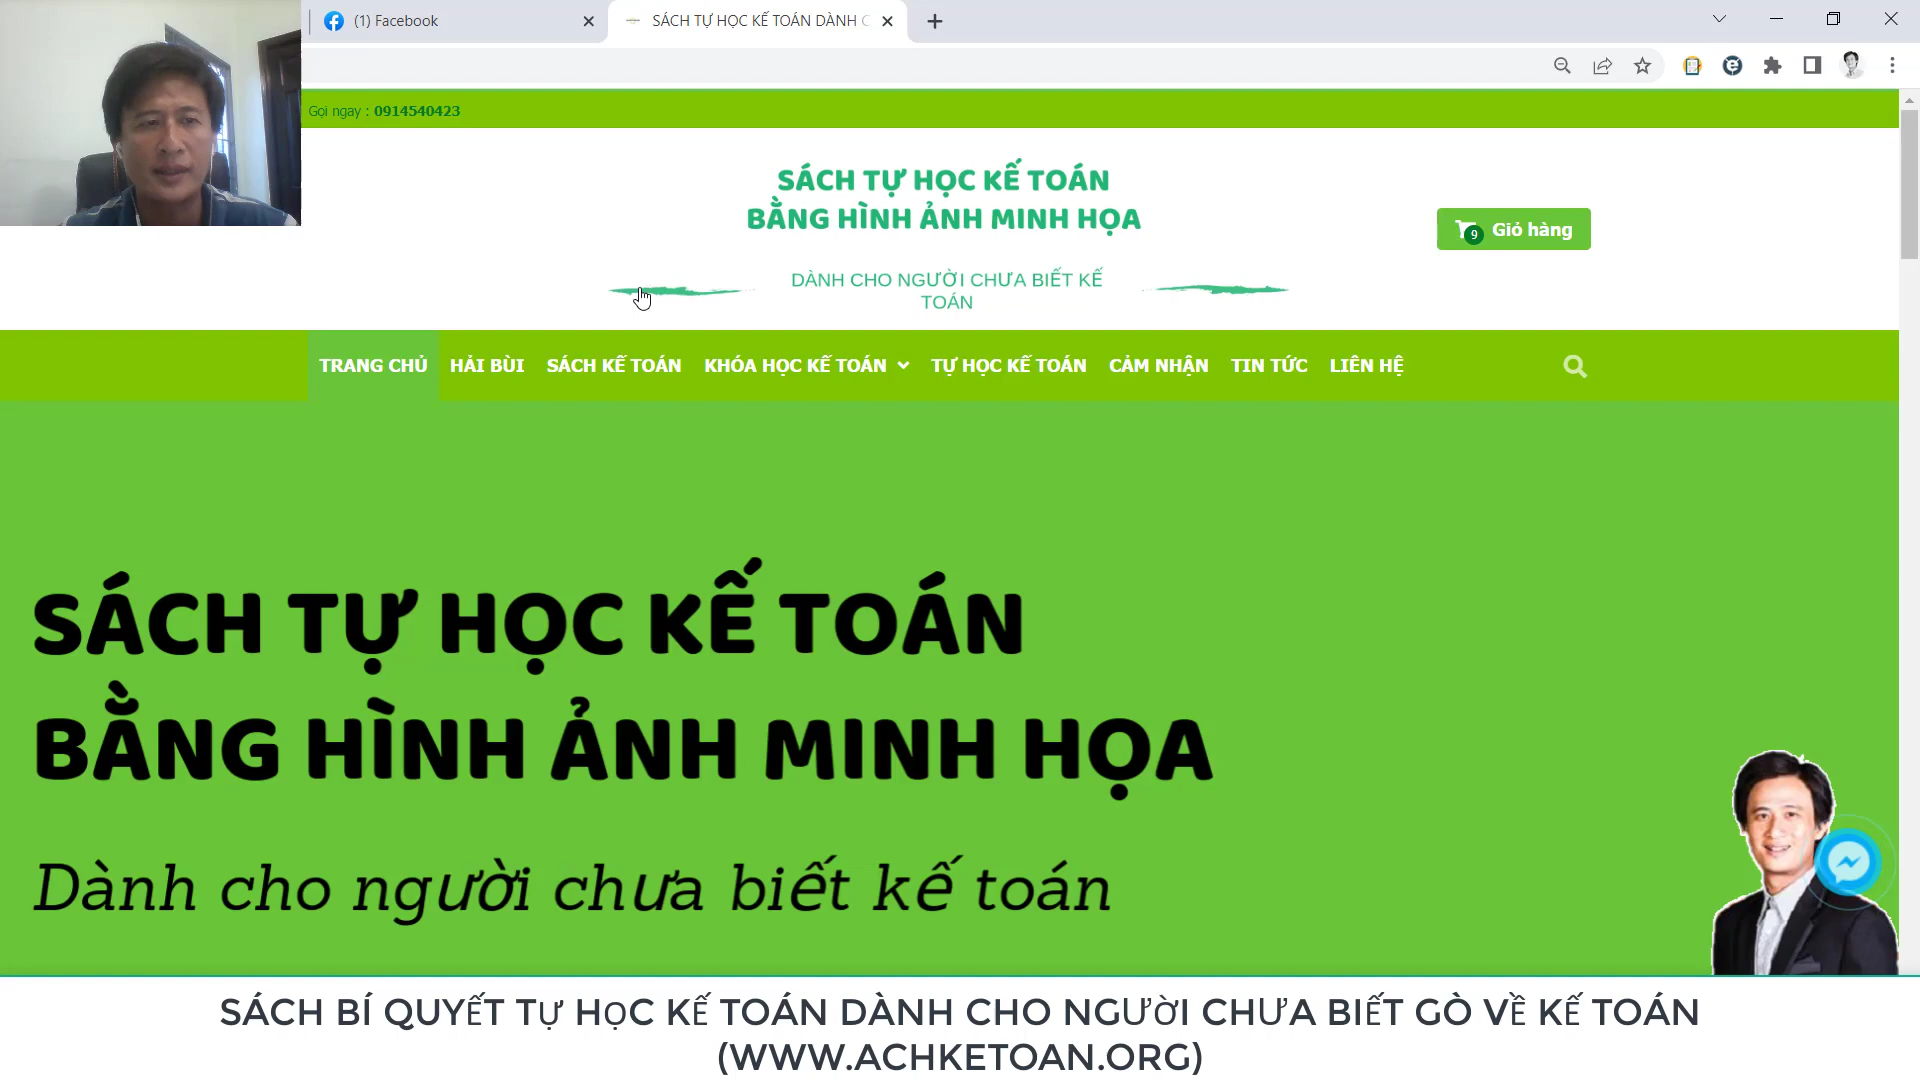 (1) Facebook
SÁCH TỰ HỌC KẾ TOÁN DÀNH C
Gọi ngay : 0914540423
SÁCH TỰ HỌC KẾ TOÁN
BẰNG HÌNH ẢNH MINH HỌA
9 Giỏ hàng
DÀNH CHO NGƯỜI CHƯA BIẾT KẾ
TOÁN
TRANG CHỦ HẢI BÙI SÁCH KẾ TOÁN KHÓA HỌC KẾ TOÁN TỰ HỌC KẾ TOÁN CẢM NHẬN TIN TỨC LIÊN HỆ
SÁCH TỰ HỌC KẾ TOÁN
BẰNG HÌNH ẢNH MINH HỌA
Dành cho người chưa biết kế toán
SÁCH BÍ QUYẾT TỰ HỌC KẾ TOÁN DÀNH CHO NGƯỜI CHƯA BIẾT GÒ VỀ KẾ TOÁN
(WWW.ACHKETOAN.ORG)